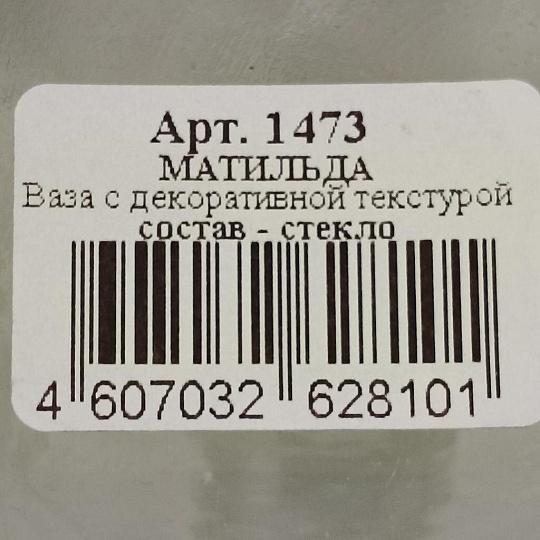 Арт. 1473
МАТИЛЬДА
Ваза с декоративной текстурой
состав - стекло
4 607032 628101